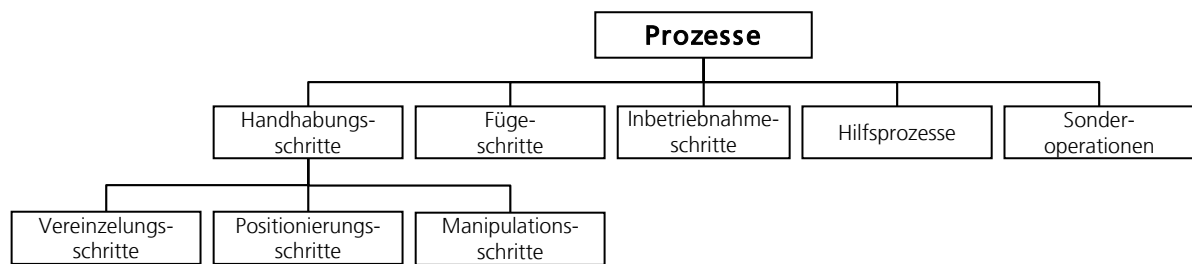 Prozesse
Handhabungs-
schritte
Füge-
schritte
Inbetriebnahme-
schritte
Hilfsprozesse
Sonder-
operationen
Vereinzelungs-
schritte
Positionierungs-
schritte
Manipulations-
schritte